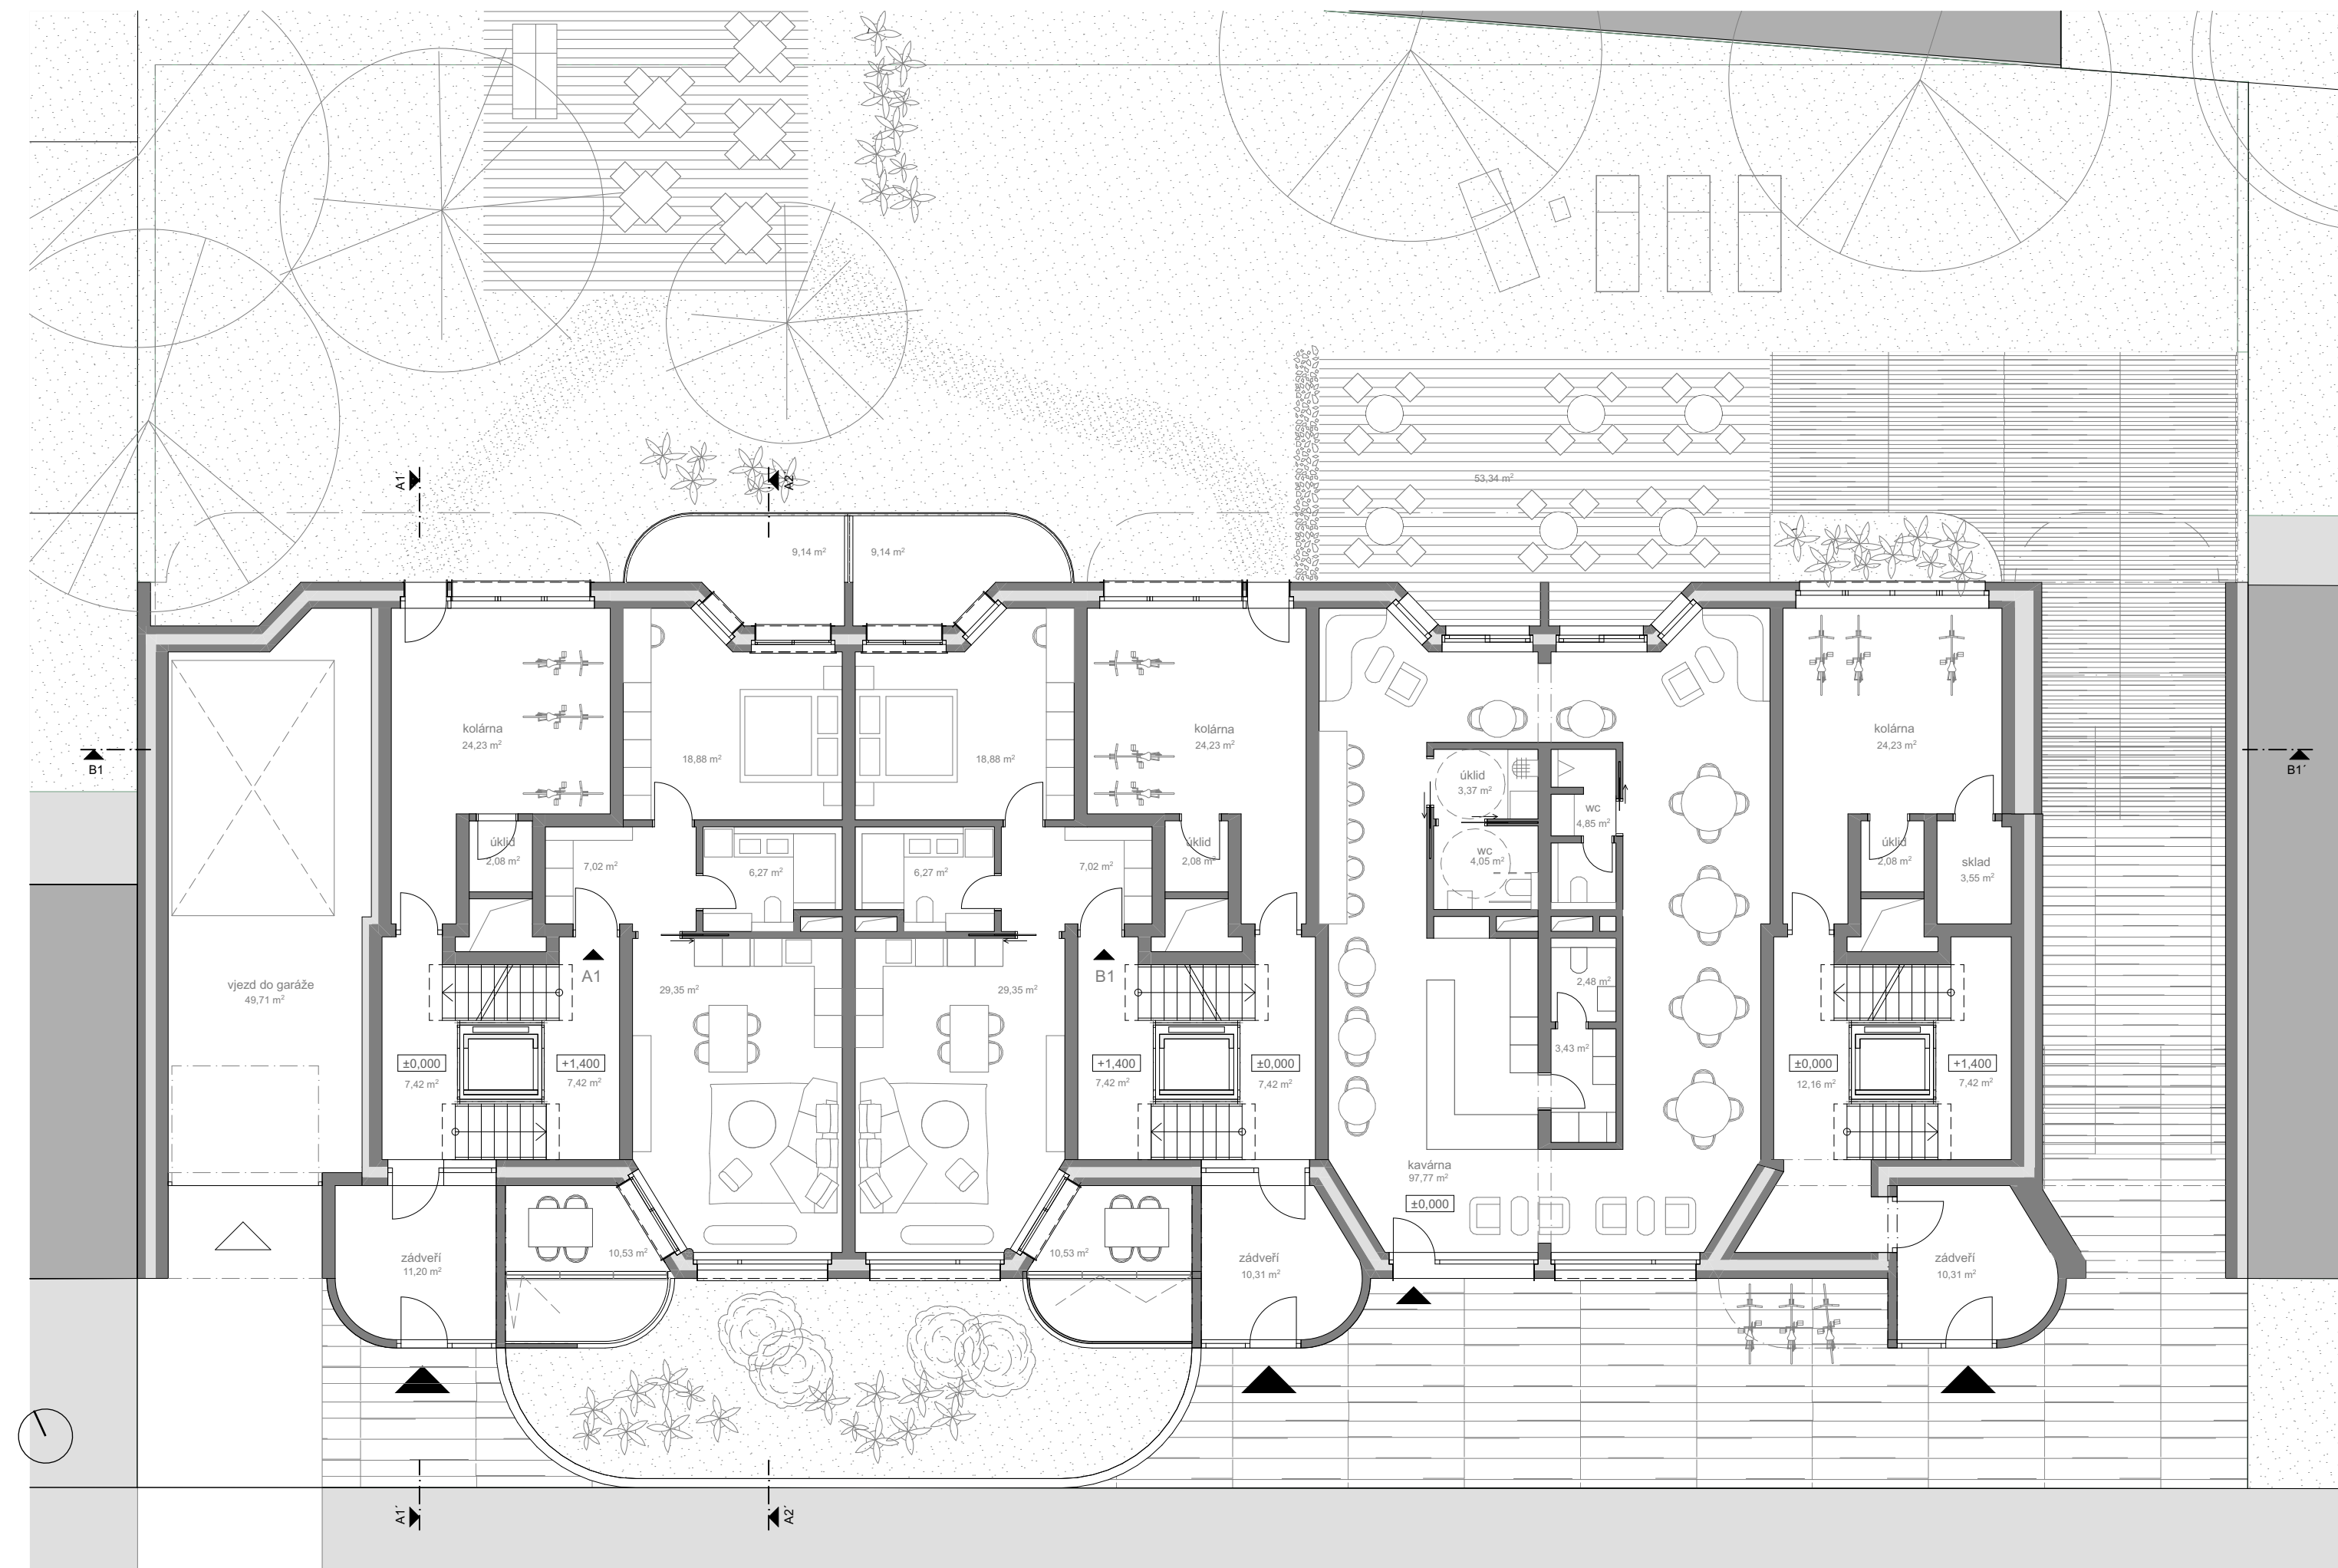 A1´
A2´
53,34 m²
9,14 m²
9,14 m²
kolárna
24,23 m²
kolárna
24,23 m²
kolárna
24,23 m²
B1
B1´
18,88 m²
18,88 m²
úklid
3,37 m²
wc
4,85 m²
wc
4,05 m²
úklid
2,08 m²
7,02 m²
6,27 m²
6,27 m²
7,02 m²
úklid
2,08 m²
úklid
2,08 m²
sklad
3,55 m²
A1
B1
vjezd do garáže
49,71 m²
29,35 m²
29,35 m²
2,48 m²
3,43 m²
±0,000
7,42 m²
+1,400
7,42 m²
+1,400
7,42 m²
±0,000
7,42 m²
±0,000
12,16 m²
+1,400
7,42 m²
kavárna
97,77 m²
±0,000
zádveří
11,20 m²
10,53 m²
10,53 m²
zádveří
10,31 m²
zádveří
10,31 m²
A1´
A2´